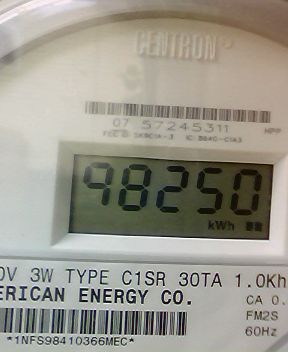 CENTRON®
07 57245311
HPP
98250
kWh
0V 3W TYPE C1SR 30TA 1.0Kh
ERICAN ENERGY CO.
CA 0.
FM2S
60Hz
*1NFS98410366MEC*